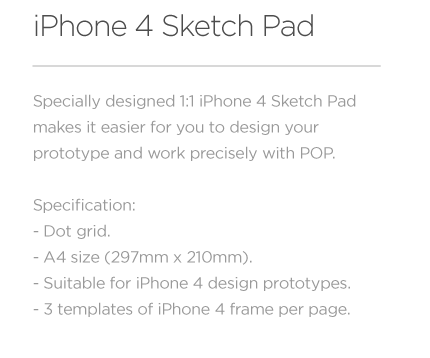 iPhone 4 Sketch Pad
Specially designed 1:1 iPhone 4 Sketch Pad
makes it easier for you to design your
prototype and work precisely with POP.
Specification:
- Dot grid.
- A4 size (297mm x 210mm).
- Suitable for iPhone 4 design prototypes.
- 3 templates of iPhone 4 frame per page.